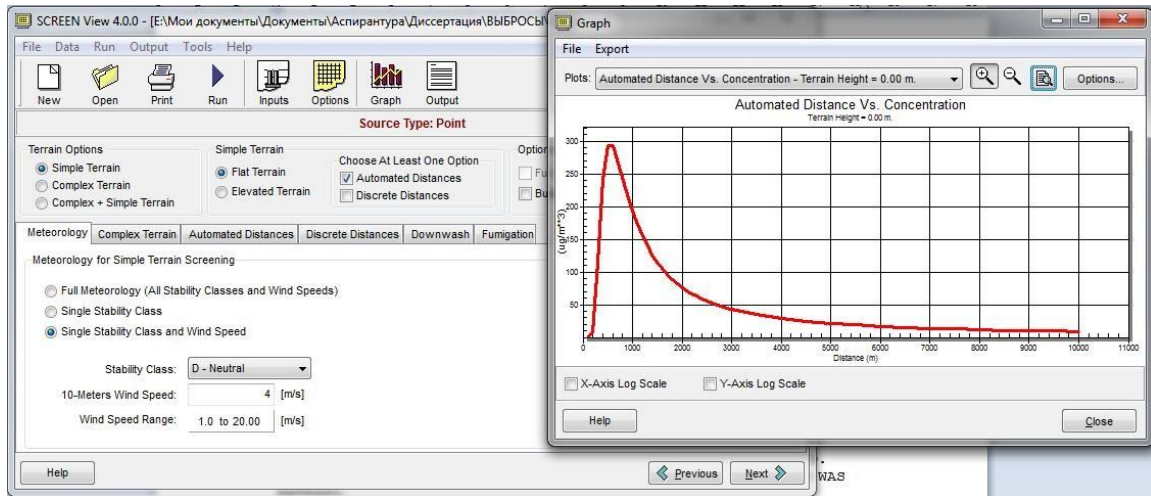 SCREEN View 4.0.0 - [E:\Мои документы\Документы\Аспирантура\Диссертация\ВЫБРОСЫ
File Data Run Output Tools Help
New Open Print Run Inputs Options Graph Output
Source Type: Point
Terrain Options
Simple Terrain
Complex Terrain
Complex + Simple Terrain
Simple Terrain
Flat Terrain
Elevated Terrain
Choose At Least One Option
Automated Distances
Discrete Distances
Option
Fu
Bu
Meteorology Complex Terrain Automated Distances Discrete Distances Downwash Fumigation
Meteorology for Simple Terrain Screening
Full Meteorology (All Stability Classes and Wind Speeds)
Single Stability Class
Single Stability Class and Wind Speed
Stability Class: D - Neutral
10-Meters Wind Speed: 4 [m/s]
Wind Speed Range: 1.0 to 20.00 [m/s]
Help Previous Next
WAS
Graph
File Export
Plots: Automated Distance Vs. Concentration - Terrain Height = 0.00 m. Options...
Automated Distance Vs. Concentration
Terrain Height = 0.00 m.
(ug/m**3)
300
250
200
150
100
50
0 1000 2000 3000 4000 5000 6000 7000 8000 9000 10000 11000
Distance (m)
X-Axis Log Scale Y-Axis Log Scale
Help Close